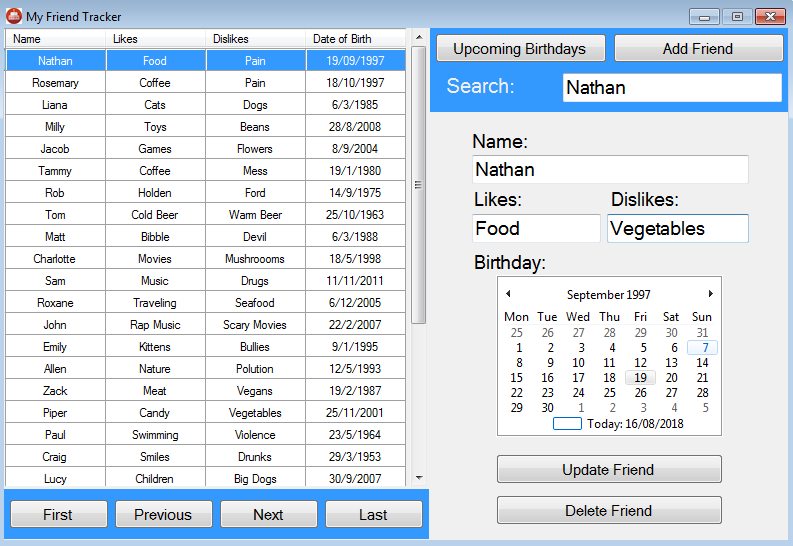 My Friend Tracker
Name Likes Dislikes Date of Birth
Nathan Food Pain 19/09/1997
Rosemary Coffee Pain 18/10/1997
Liana Cats Dogs 6/3/1985
Milly Toys Beans 28/8/2008
Jacob Games Flowers 8/9/2004
Tammy Coffee Mess 19/1/1980
Rob Holden Ford 14/9/1975
Tom Cold Beer Warm Beer 25/10/1963
Matt Bibble Devil 6/3/1988
Charlotte Movies Mushroooms 18/5/1998
Sam Music Drugs 11/11/2011
Roxane Traveling Seafood 6/12/2005
John Rap Music Scary Movies 22/2/2007
Emily Kittens Bullies 9/1/1995
Allen Nature Polution 12/5/1993
Zack Meat Vegans 19/2/1987
Piper Candy Vegetables 25/11/2001
Paul Swimming Violence 23/5/1964
Craig Smiles Drunks 29/3/1953
Lucy Children Big Dogs 30/9/2007
First Previous Next Last
Upcoming Birthdays Add Friend
Search: Nathan
Name:
Nathan
Likes: Dislikes:
Food Vegetables
Birthday:
September 1997
Mon Tue Wed Thu Fri Sat Sun
25 26 27 28 29 30 31
1 2 3 4 5 6 7
8 9 10 11 12 13 14
15 16 17 18 19 20 21
22 23 24 25 26 27 28
29 30 1 2 3 4 5
Today: 16/08/2018
Update Friend
Delete Friend